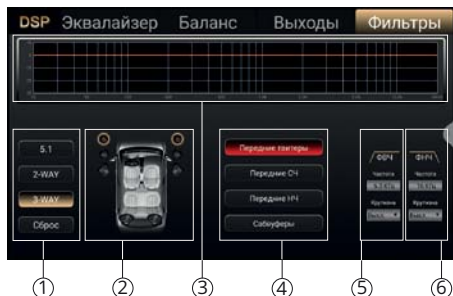 DSP Эквалайзер Баланс Выходы Фильтры
5.1
2-WAY
3-WAY
Сброс
Передние твитеры
Передние СЧ
Передние НЧ
Сабвуферы
ФВЧ
Частота
Крутизна
ФНЧ
Частота
Крутизна
1 2 3 4 5 6